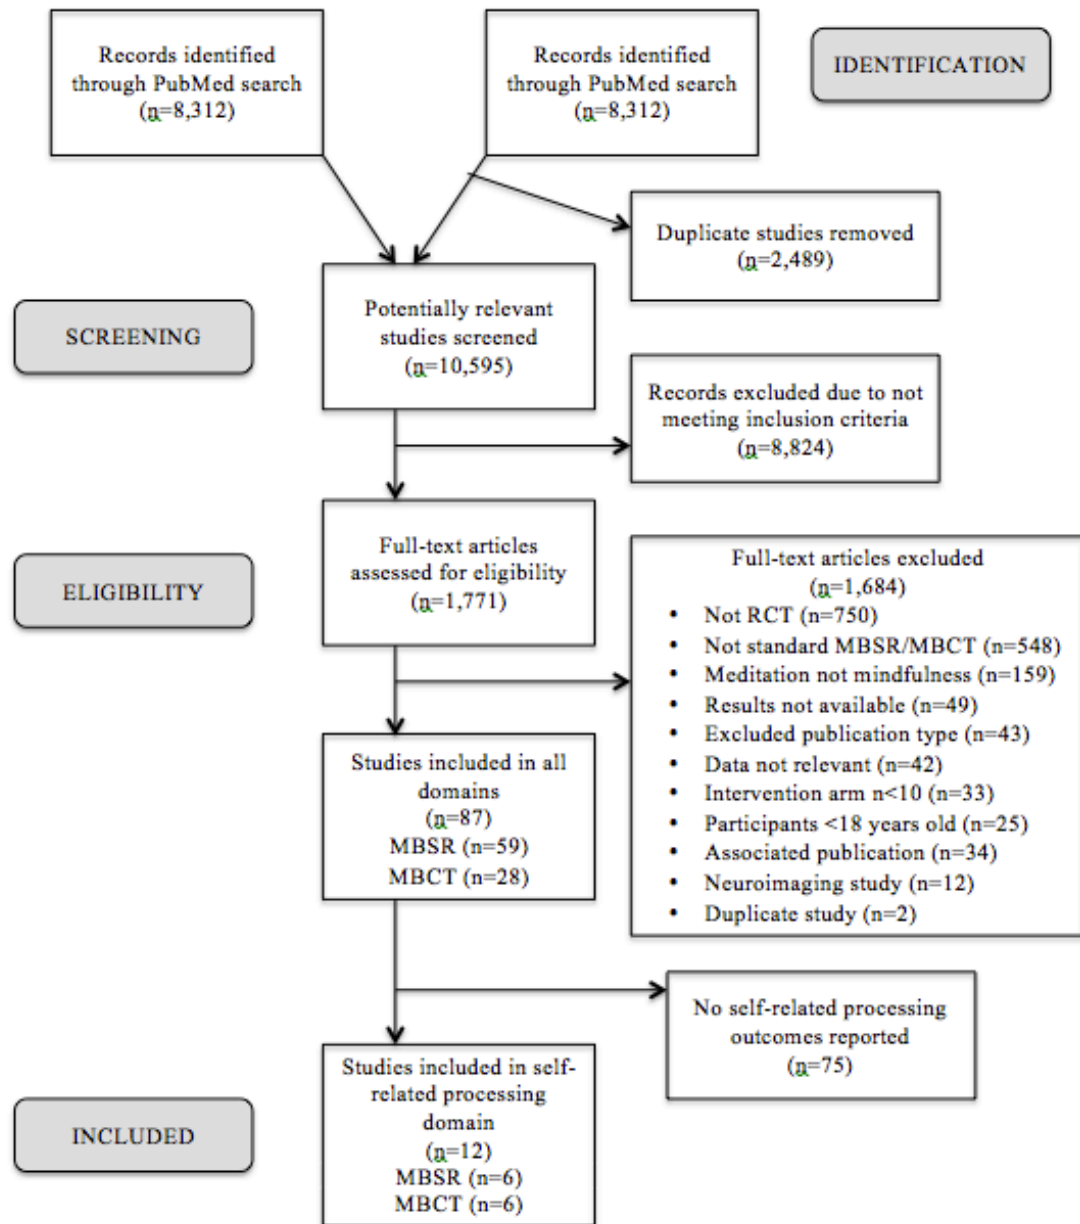 Records identified
through PubMed search
(n=8,312)
Records identified
through PubMed search
(n=8,312)
IDENTIFICATION
Duplicate studies removed
(n=2,489)
SCREENING
Potentially relevant
studies screened
(n=10,595)
Records excluded due to not
meeting inclusion criteria
(n=8,824)
ELIGIBILITY
Full-text articles
assessed for eligibility
(n=1,771)
Full-text articles excluded
(n=1,684)
• Not RCT (n=750)
• Not standard MBSR/MBCT (n=548)
• Meditation not mindfulness (n=159)
• Results not available (n=49)
• Excluded publication type (n=43)
• Data not relevant (n=42)
• Intervention arm n<10 (n=33)
• Participants <18 years old (n=25)
• Associated publication (n=34)
• Neuroimaging study (n=12)
• Duplicate study (n=2)
Studies included in all
domains
(n=87)
MBSR (n=59)
MBCT (n=28)
No self-related processing
outcomes reported
(n=75)
INCLUDED
Studies included in self-
related processing
domain
(n=12)
MBSR (n=6)
MBCT (n=6)